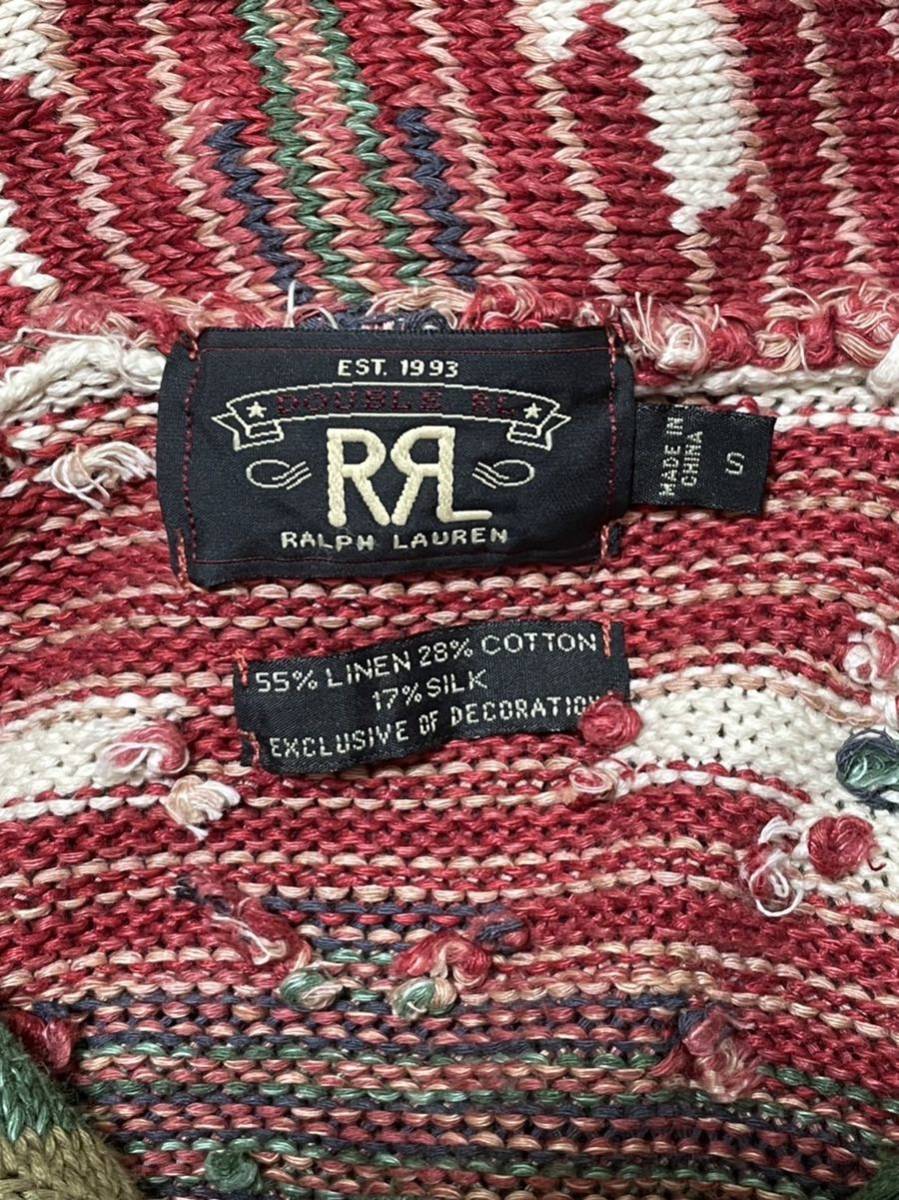 EST. 1993
DOUBLE RL
RRL
RALPH LAUREN
MADE IN
CHINA
S
55% LINEN 28% COTTON
17% SILK
EXCLUSIVE OF DECORATION